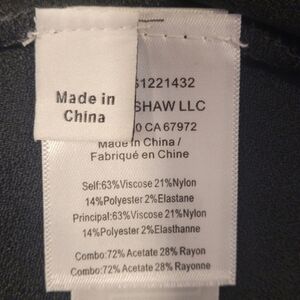 Made in
China
S1221432
SHAW LLC
0 CA 67972
Made in China /
Fabriqué en Chine
Self:63%Viscose 21%Nylon
14%Polyester 2%Elastane
Principal:63%Viscose 21%Nylon
14%Polyester 2%Elasthanne
Combo:72% Acetate 28% Rayon
Combo:72% Acetate 28% Rayonne